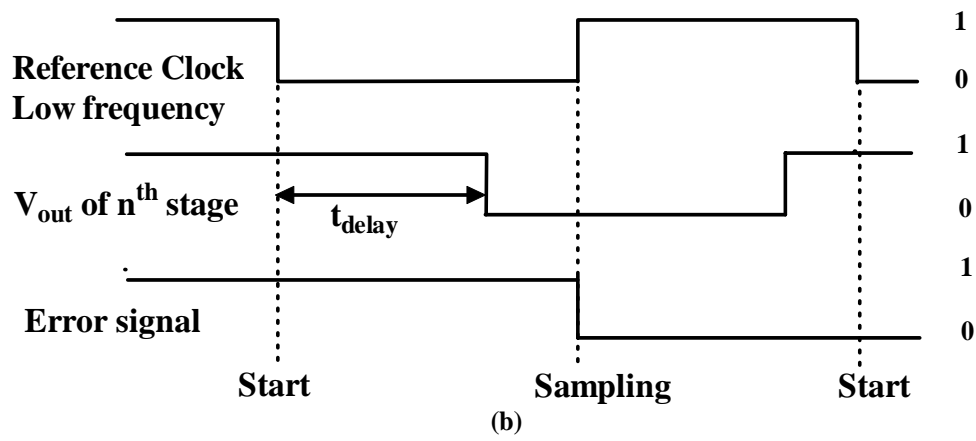 1
Reference Clock
Low frequency
0
1
Vout of nth stage
tdelay
0
1
Error signal
0
Start Sampling Start
(b)